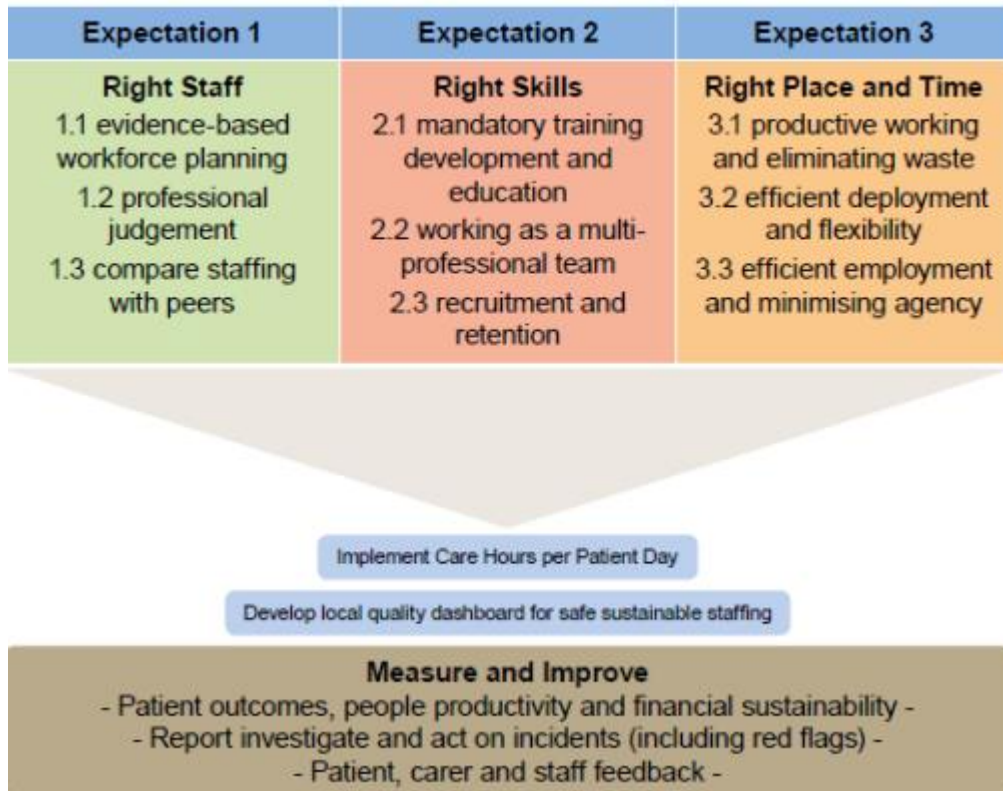 Expectation 1
Expectation 2
Expectation 3
Right Staff
1.1 evidence-based
workforce planning
1.2 professional
judgement
1.3 compare staffing
with peers
Right Skills
2.1 mandatory training
development and
education
2.2 working as a multi-
professional team
2.3 recruitment and
retention
Right Place and Time
3.1 productive working
and eliminating waste
3.2 efficient deployment
and flexibility
3.3 efficient employment
and minimising agency
Implement Care Hours per Patient Day
Develop local quality dashboard for safe sustainable staffing
Measure and Improve
- Patient outcomes, people productivity and financial sustainability -
- Report investigate and act on incidents (including red flags) -
- Patient, carer and staff feedback -